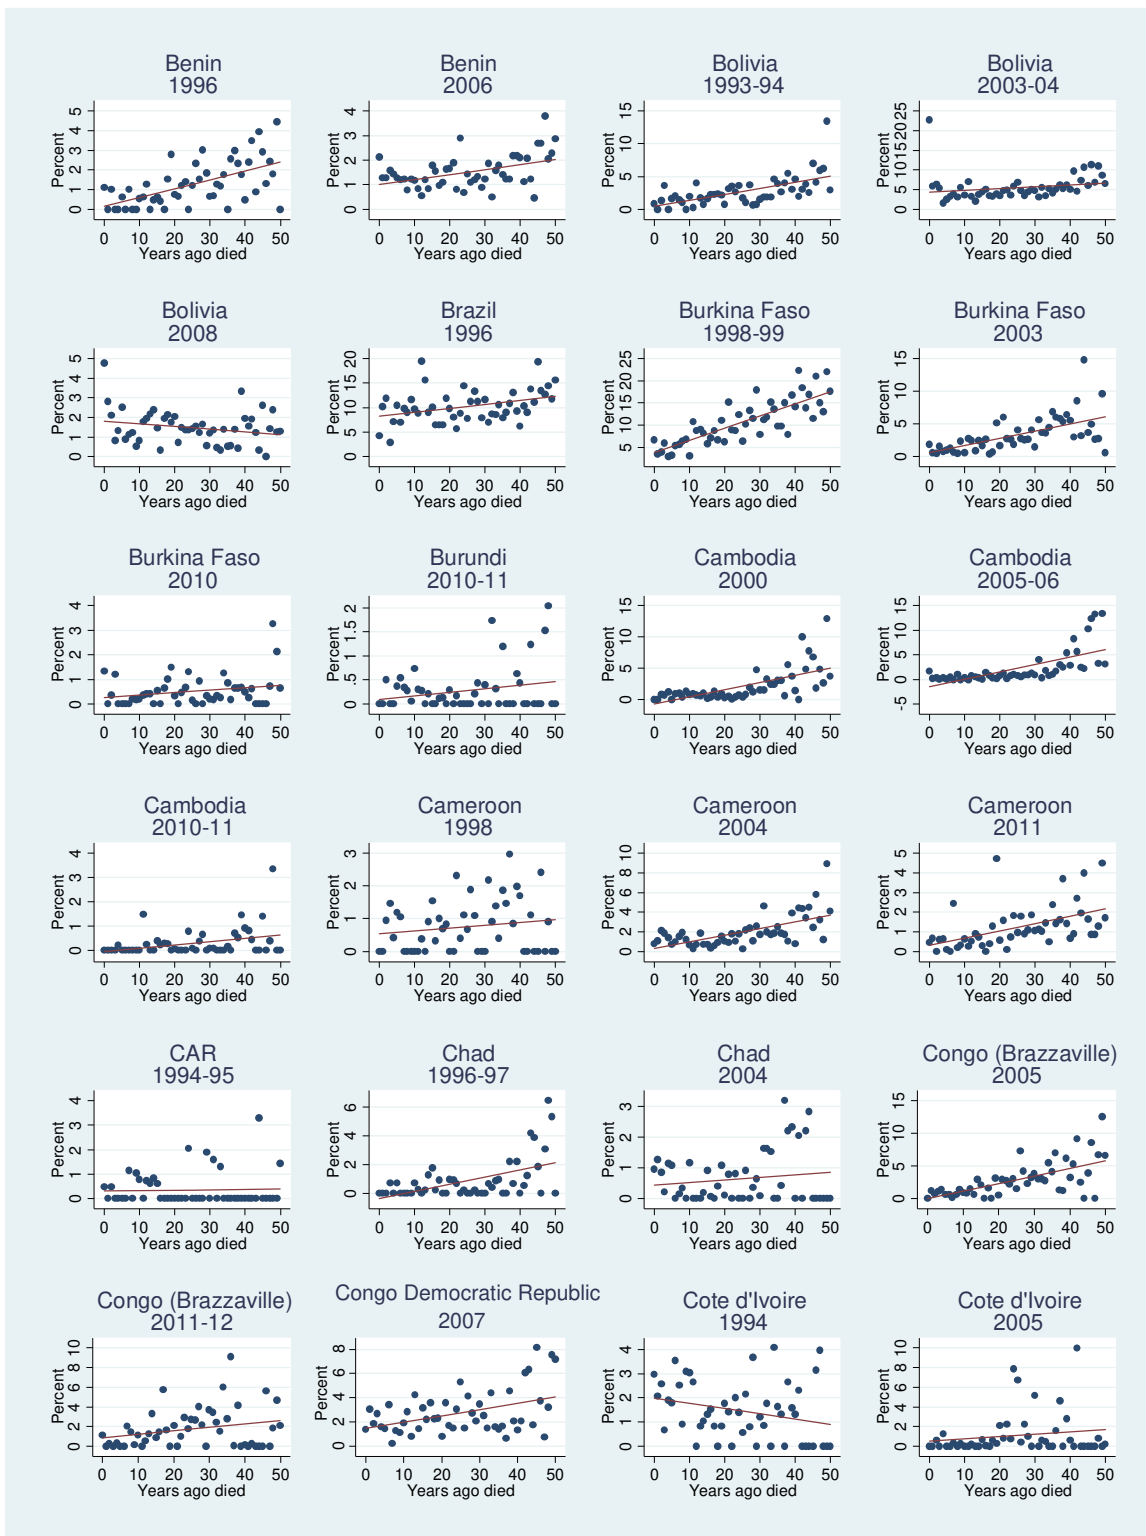 Benin
1996
Percent
0 1 2 3 4 5
0 10 20 30 40 50
Years ago died
Benin
2006
Percent
0 1 2 3 4
0 10 20 30 40 50
Years ago died
Bolivia
1993-94
Percent
0 5 10 15
0 10 20 30 40 50
Years ago died
Bolivia
2003-04
Percent
0 5 10 15 20 25
0 10 20 30 40 50
Years ago died
Bolivia
2008
Percent
0 1 2 3 4 5
0 10 20 30 40 50
Years ago died
Brazil
1996
Percent
0 5 10 15 20
0 10 20 30 40 50
Years ago died
Burkina Faso
1998-99
Percent
5 10 15 20 25
0 10 20 30 40 50
Years ago died
Burkina Faso
2003
Percent
0 5 10 15
0 10 20 30 40 50
Years ago died
Burkina Faso
2010
Percent
0 1 2 3 4
0 10 20 30 40 50
Years ago died
Burundi
2010-11
Percent
0 .5 1 1.5 2
0 10 20 30 40 50
Years ago died
Cambodia
2000
Percent
0 5 10 15
0 10 20 30 40 50
Years ago died
Cambodia
2005-06
Percent
-5 0 5 10 15
0 10 20 30 40 50
Years ago died
Cambodia
2010-11
Percent
0 1 2 3 4
0 10 20 30 40 50
Years ago died
Cameroon
1998
Percent
0 1 2 3
0 10 20 30 40 50
Years ago died
Cameroon
2004
Percent
0 2 4 6 8 10
0 10 20 30 40 50
Years ago died
Cameroon
2011
Percent
0 1 2 3 4 5
0 10 20 30 40 50
Years ago died
CAR
1994-95
Percent
0 1 2 3 4
0 10 20 30 40 50
Years ago died
Chad
1996-97
Percent
0 2 4 6
0 10 20 30 40 50
Years ago died
Chad
2004
Percent
0 1 2 3
0 10 20 30 40 50
Years ago died
Congo (Brazzaville)
2005
Percent
0 5 10 15
0 10 20 30 40 50
Years ago died
Congo (Brazzaville)
2011-12
Percent
0 2 4 6 8 10
0 10 20 30 40 50
Years ago died
Congo Democratic Republic
2007
Percent
0 2 4 6 8
0 10 20 30 40 50
Years ago died
Cote d'Ivoire
1994
Percent
0 1 2 3 4
0 10 20 30 40 50
Years ago died
Cote d'Ivoire
2005
Percent
0 2 4 6 8 10
0 10 20 30 40 50
Years ago died